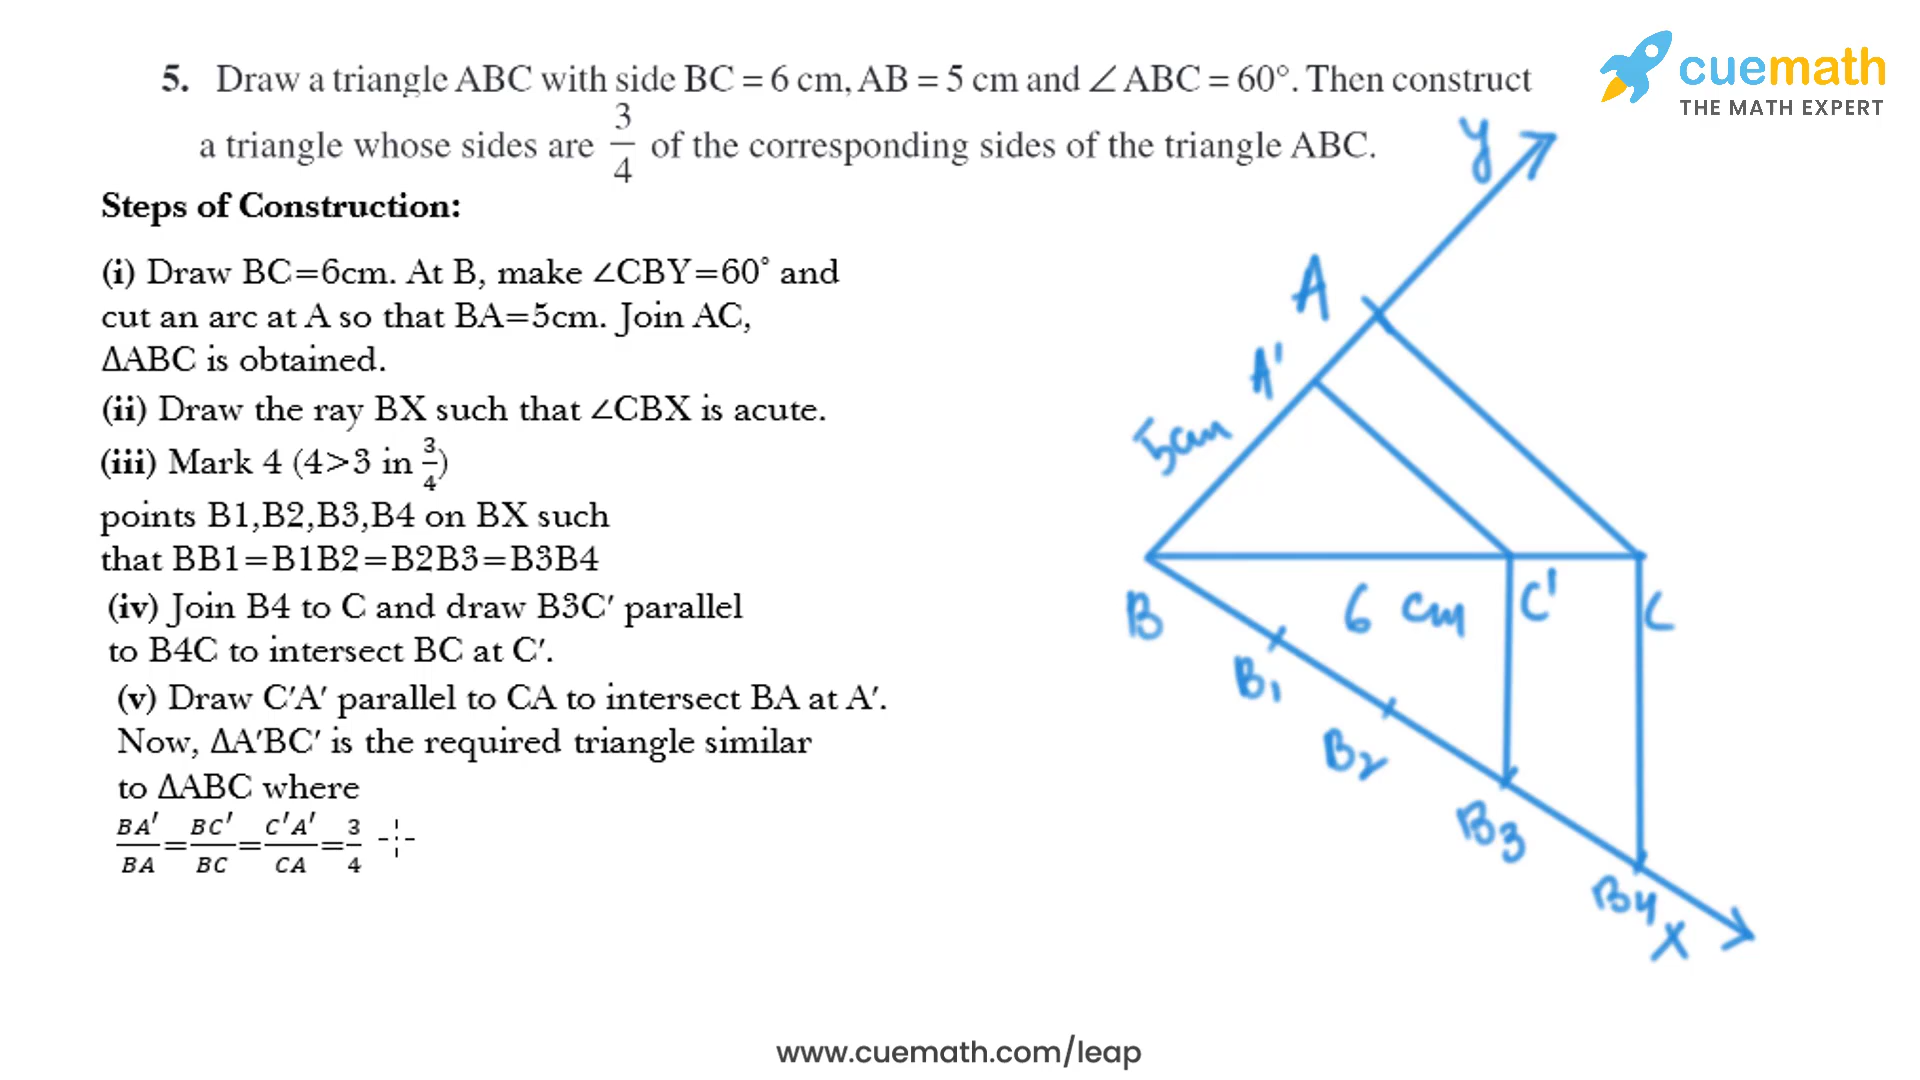 cuemath
THE MATH EXPERT
5. Draw a triangle ABC with side BC = 6 cm, AB = 5 cm and ∠ ABC = 60°. Then construct
a triangle whose sides are 3/4 of the corresponding sides of the triangle ABC.
Steps of Construction:
(i) Draw BC=6cm. At B, make ∠CBY=60° and
cut an arc at A so that BA=5cm. Join AC,
ΔABC is obtained.
(ii) Draw the ray BX such that ∠CBX is acute.
(iii) Mark 4 (4>3 in 3/4)
points B1,B2,B3,B4 on BX such
that BB1=B1B2=B2B3=B3B4
(iv) Join B4 to C and draw B3C′ parallel
to B4C to intersect BC at C′.
(v) Draw C′A′ parallel to CA to intersect BA at A′.
Now, ΔA′BC′ is the required triangle similar
to ΔABC where
BA′/BA=BC′/BC=C′A′/CA=3/4
y
A
A'
5cm
B
6 cm
C'
C
B1
B2
B3
B4
X
www.cuemath.com/leap